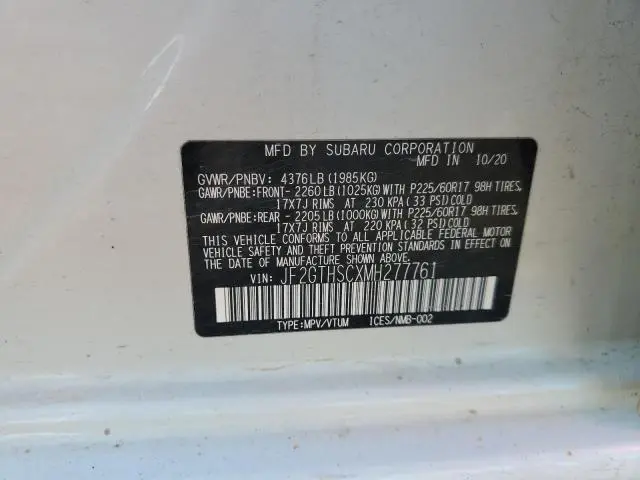 MFD BY SUBARU CORPORATION
MFD IN 10/20
GVWR/PNBV: 4376LB(1985KG)
GAWR/PNBE:FRONT- 2260LB(1025KG)WITH P225/60R17 98H TIRES,
17X7J RIMS AT 230 KPA(33 PSI)COLD
GAWR/PNBE:REAR - 2205LB(1000KG)WITH P225/60R17 98H TIRES,
17X7J RIMS AT 220 KPA(32 PSI)COLD
THIS VEHICLE CONFORMS TO ALL APPLICABLE FEDERAL MOTOR
VEHICLE SAFETY AND THEFT PREVENTION STANDARDS IN EFFECT ON
THE DATE OF MANUFACTURE SHOWN ABOVE.
VIN: JF2GTHSCXMH277761
TYPE:MPV/VTUM ICES/NMB-002